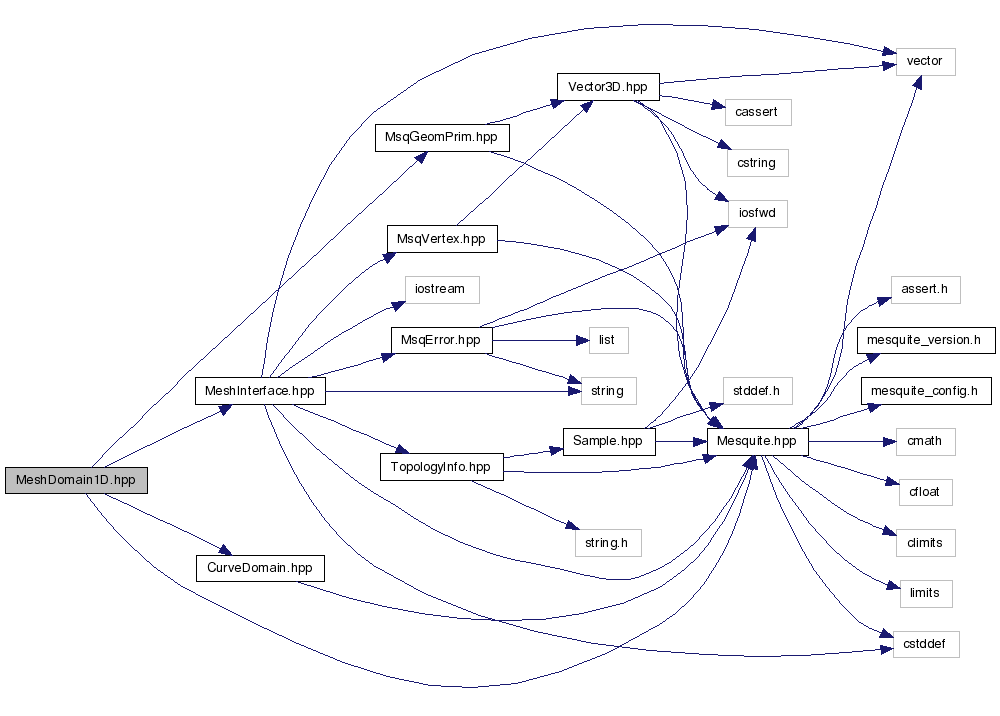 vector
Vector3D.hpp
cassert
MsqGeomPrim.hpp
cstring
iosfwd
MsqVertex.hpp
iostream
assert.h
MsqError.hpp
list
mesquite_version.h
MeshInterface.hpp
string
stddef.h
mesquite_config.h
Sample.hpp
Mesquite.hpp
cmath
TopologyInfo.hpp
MeshDomain1D.hpp
cfloat
string.h
climits
CurveDomain.hpp
limits
cstddef